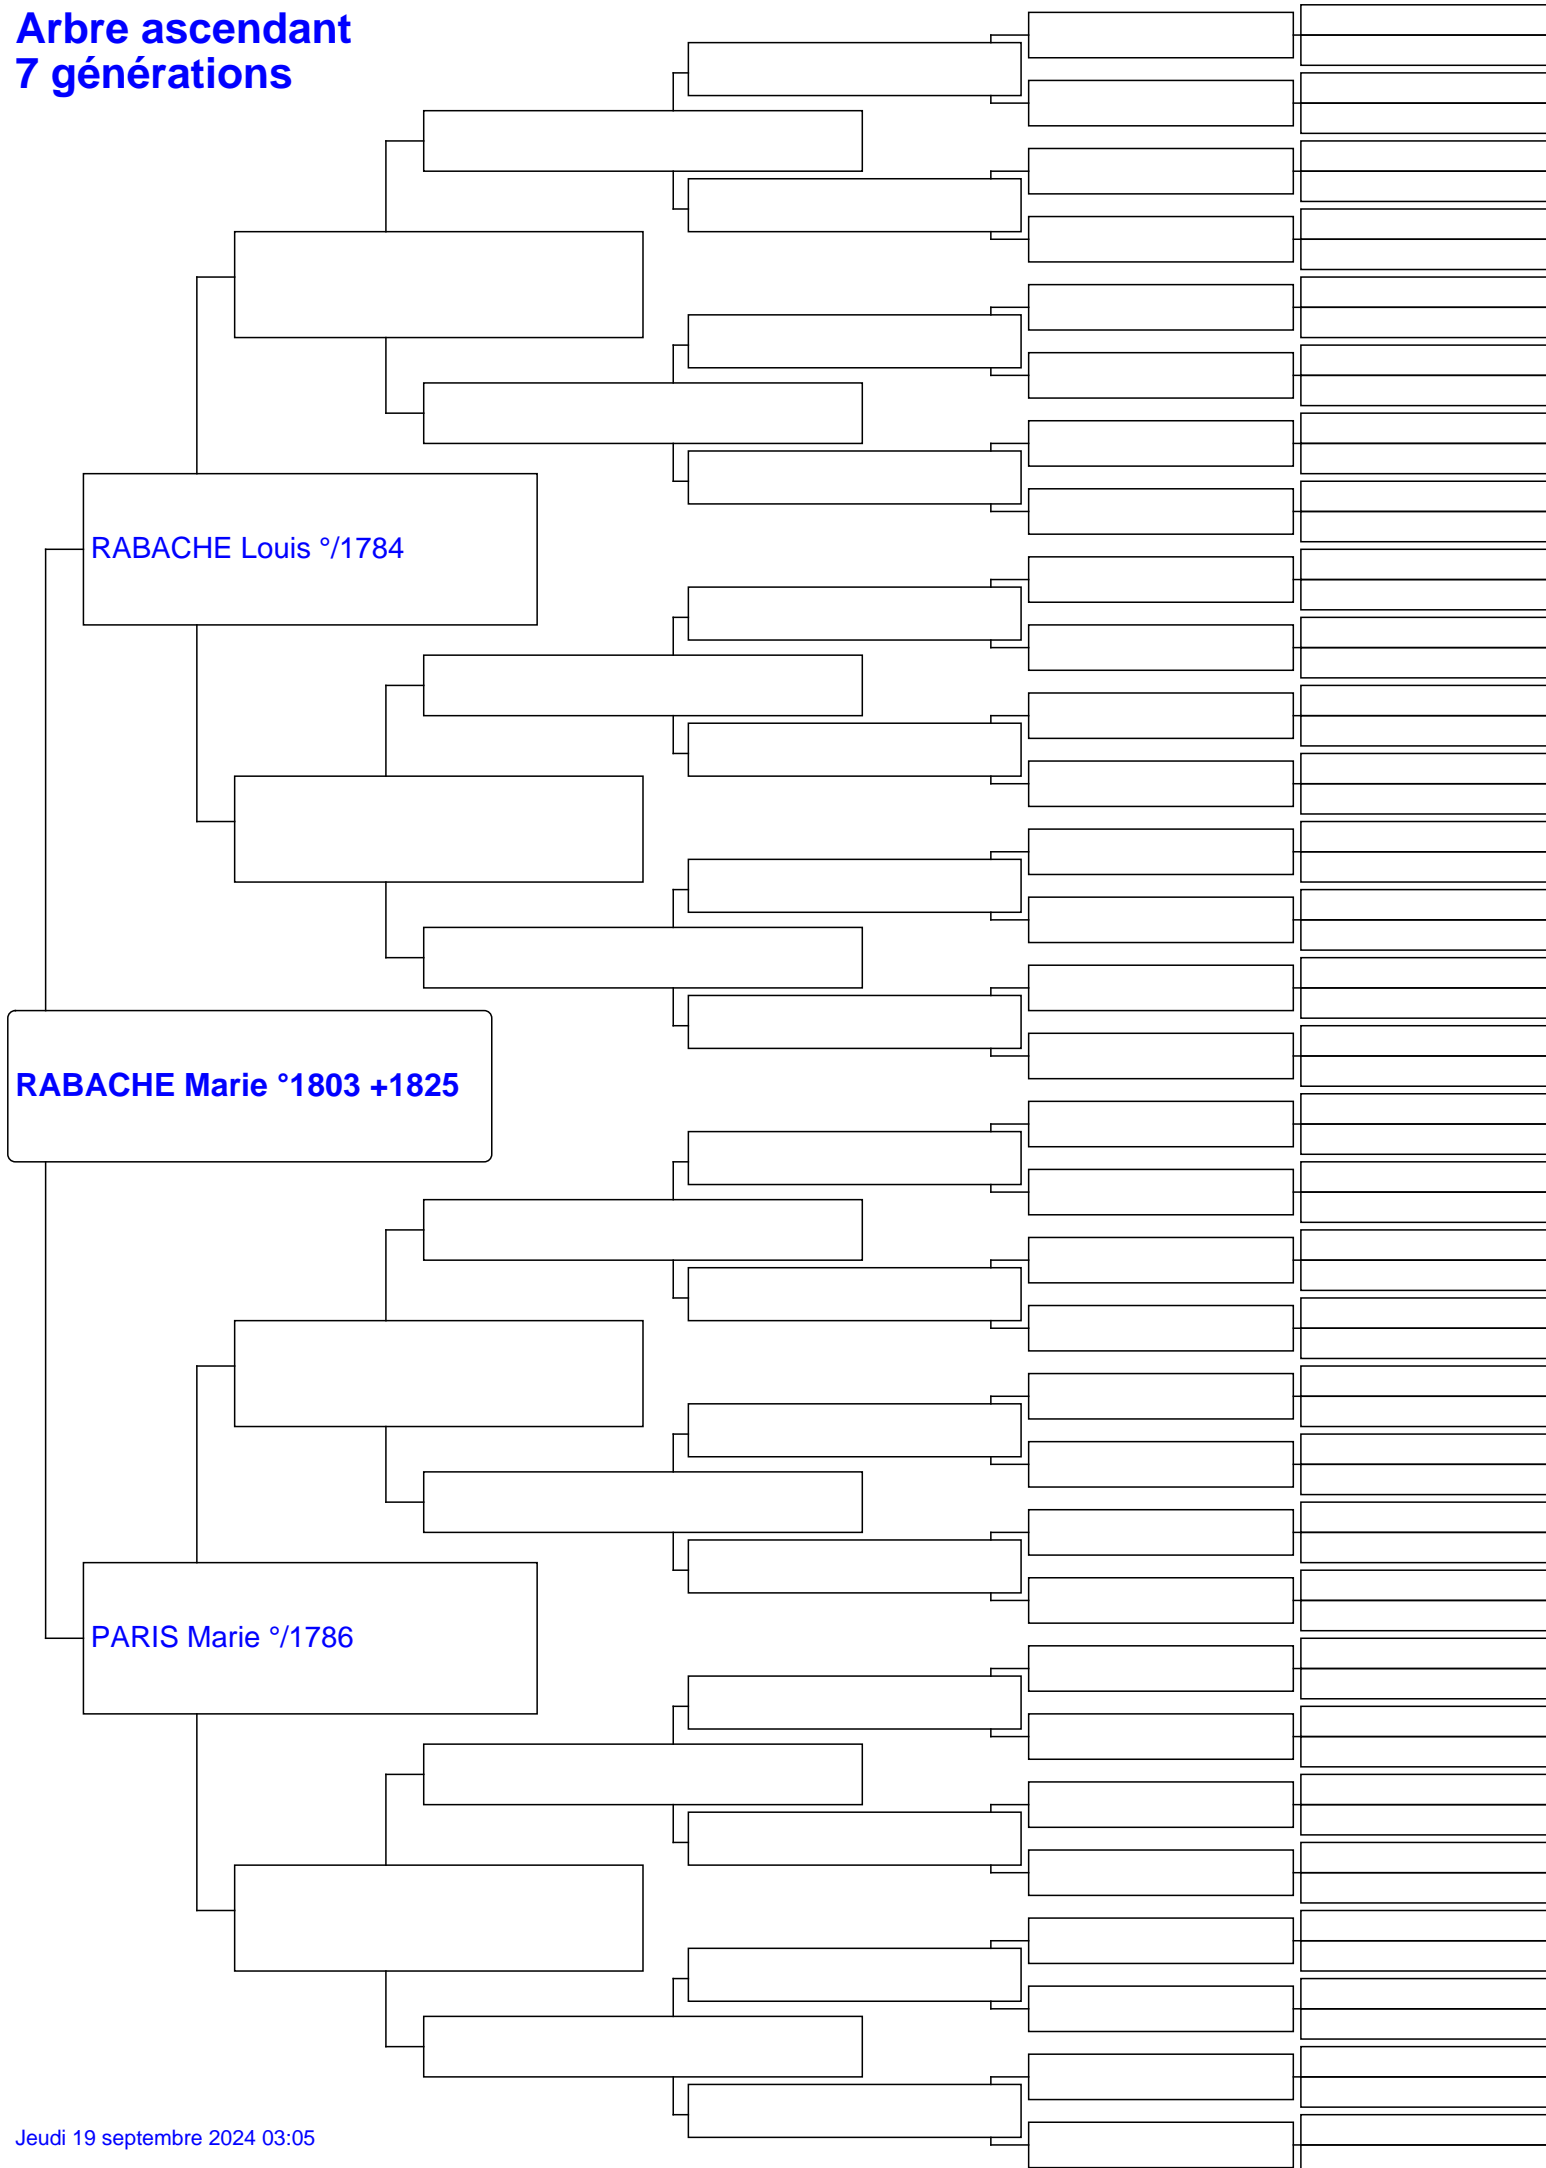 Arbre ascendant
7 générations
RABACHE Louis °/1784
RABACHE Marie °1803 +1825
PARIS Marie °/1786
Jeudi 19 septembre 2024 03:05